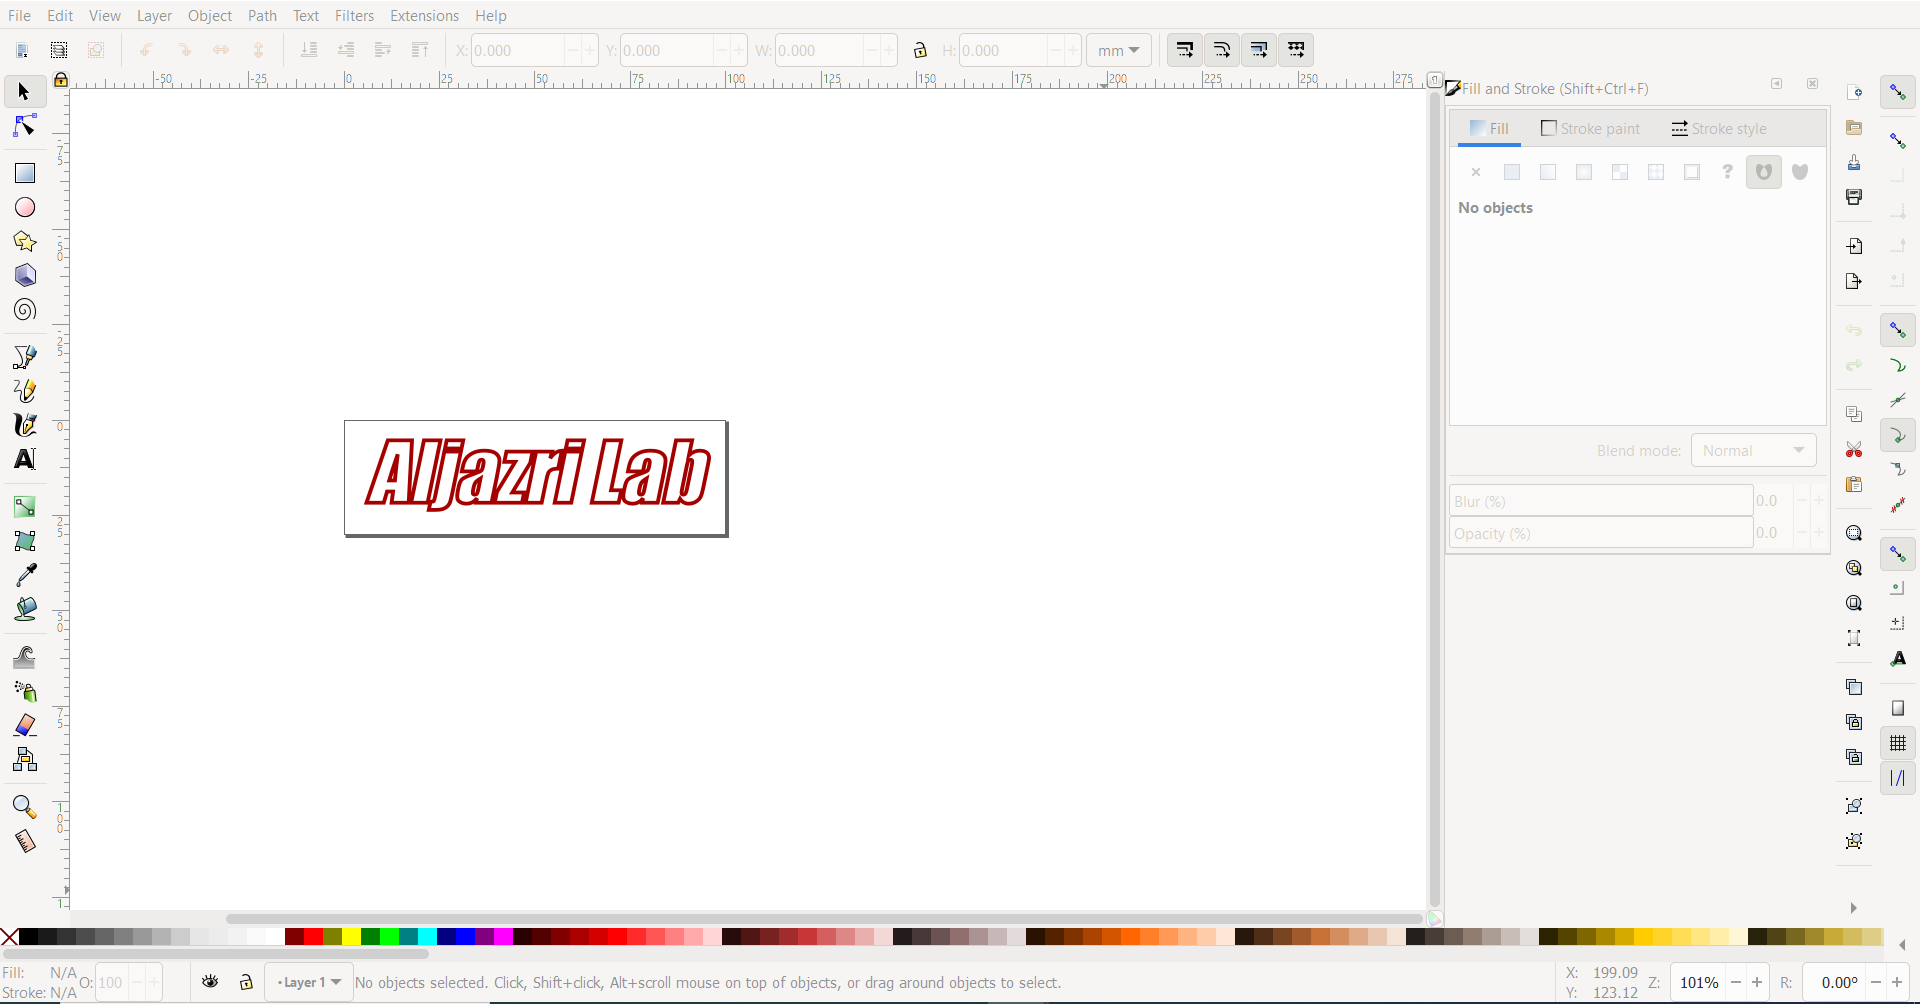 File Edit View Layer Object Path Text Filters Extensions Help
X: 0.000 Y: 0.000 W: 0.000 H: 0.000 mm
-50 -25 0 25 50 75 100 125 150 175 200 225 250 275
Fill and Stroke (Shift+Ctrl+F)
Fill Stroke paint Stroke style
No objects
Aljazri Lab
Blend mode: Normal
Blur (%) 0.0
Opacity (%) 0.0
Fill: N/A
Stroke: N/A
O: 100
Layer 1
No objects selected. Click, Shift+click, Alt+scroll mouse on top of objects, or drag around objects to select.
X: 199.09
Y: 123.12
Z: 101%
R: 0.00°